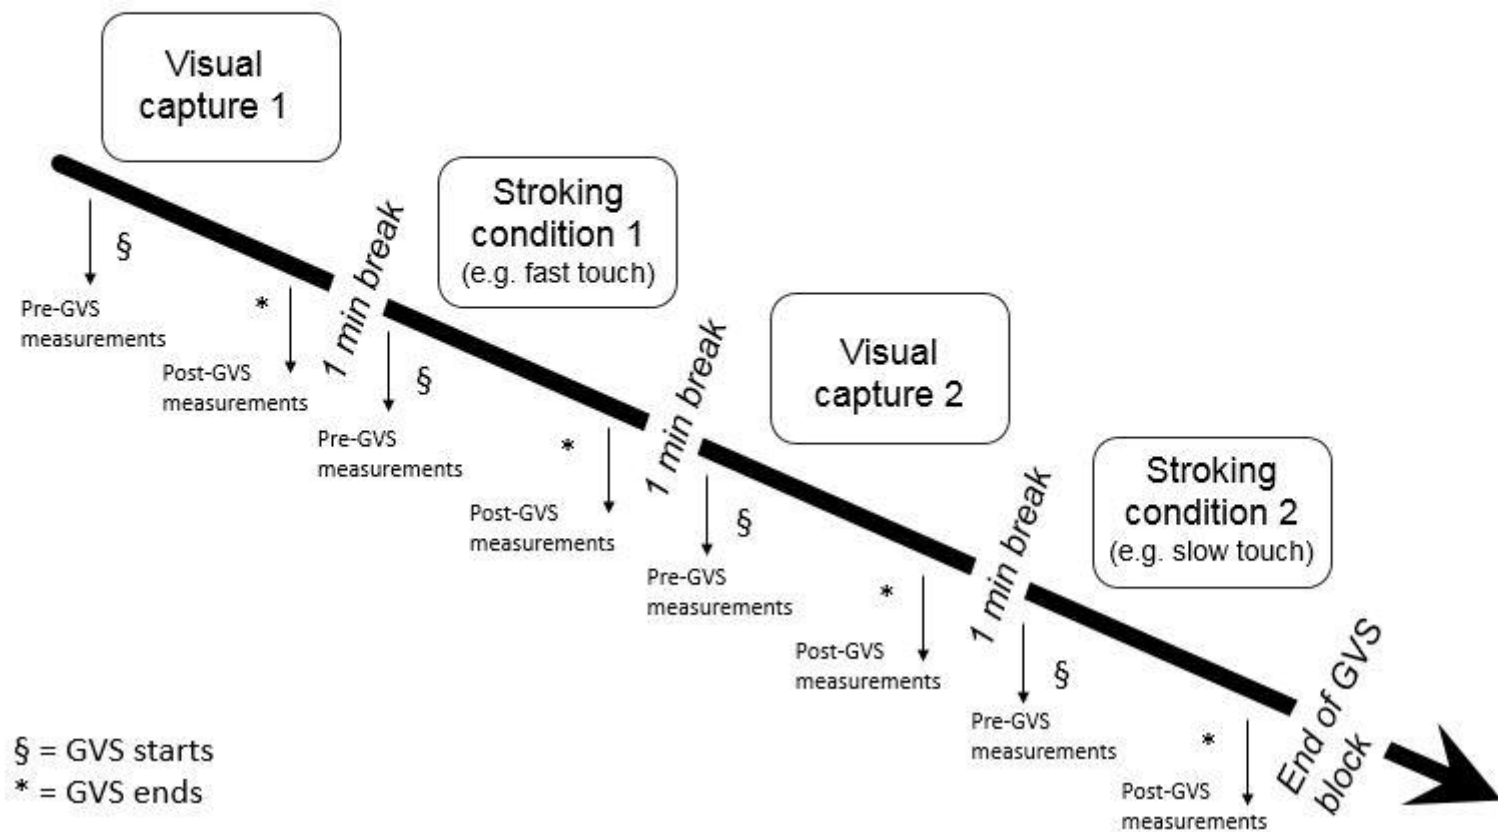 Visual
capture 1
§
Pre-GVS
measurements
*
Post-GVS
measurements
1 min break
Stroking
condition 1
(e.g. fast touch)
§
Pre-GVS
measurements
*
Post-GVS
measurements
1 min break
Visual
capture 2
§
Pre-GVS
measurements
*
Post-GVS
measurements
1 min break
Stroking
condition 2
(e.g. slow touch)
§
Pre-GVS
measurements
*
Post-GVS
measurements
End of GVS
block
§ = GVS starts
* = GVS ends